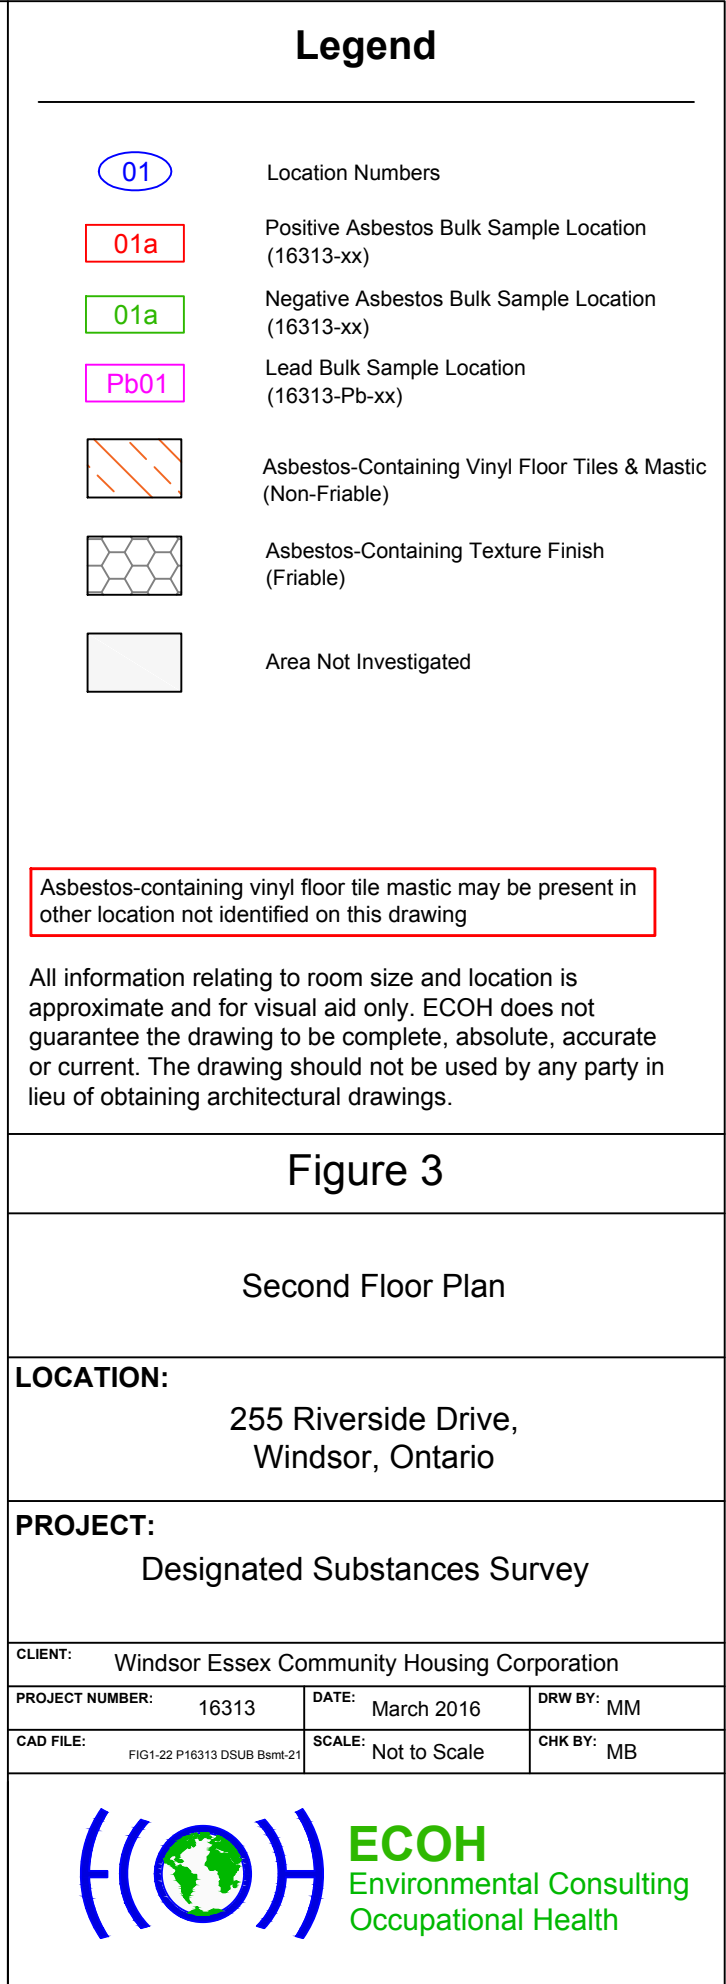 Legend
01
Location Numbers
01a
Positive Asbestos Bulk Sample Location
(16313-xx)
01a
Negative Asbestos Bulk Sample Location
(16313-xx)
Pb01
Lead Bulk Sample Location
(16313-Pb-xx)
Asbestos-Containing Vinyl Floor Tiles & Mastic
(Non-Friable)
Asbestos-Containing Texture Finish
(Friable)
Area Not Investigated
Asbestos-containing vinyl floor tile mastic may be present in
other location not identified on this drawing
All information relating to room size and location is
approximate and for visual aid only. ECOH does not
guarantee the drawing to be complete, absolute, accurate
or current. The drawing should not be used by any party in
lieu of obtaining architectural drawings.
Figure 3
Second Floor Plan
LOCATION:
255 Riverside Drive,
Windsor, Ontario
PROJECT:
Designated Substances Survey
CLIENT: Windsor Essex Community Housing Corporation
PROJECT NUMBER: 16313 DATE: March 2016 DRW BY: MM
CAD FILE: FIG1-22 P16313 DSUB Bsmt-21 SCALE: Not to Scale CHK BY: MB
ECOH
Environmental Consulting
Occupational Health